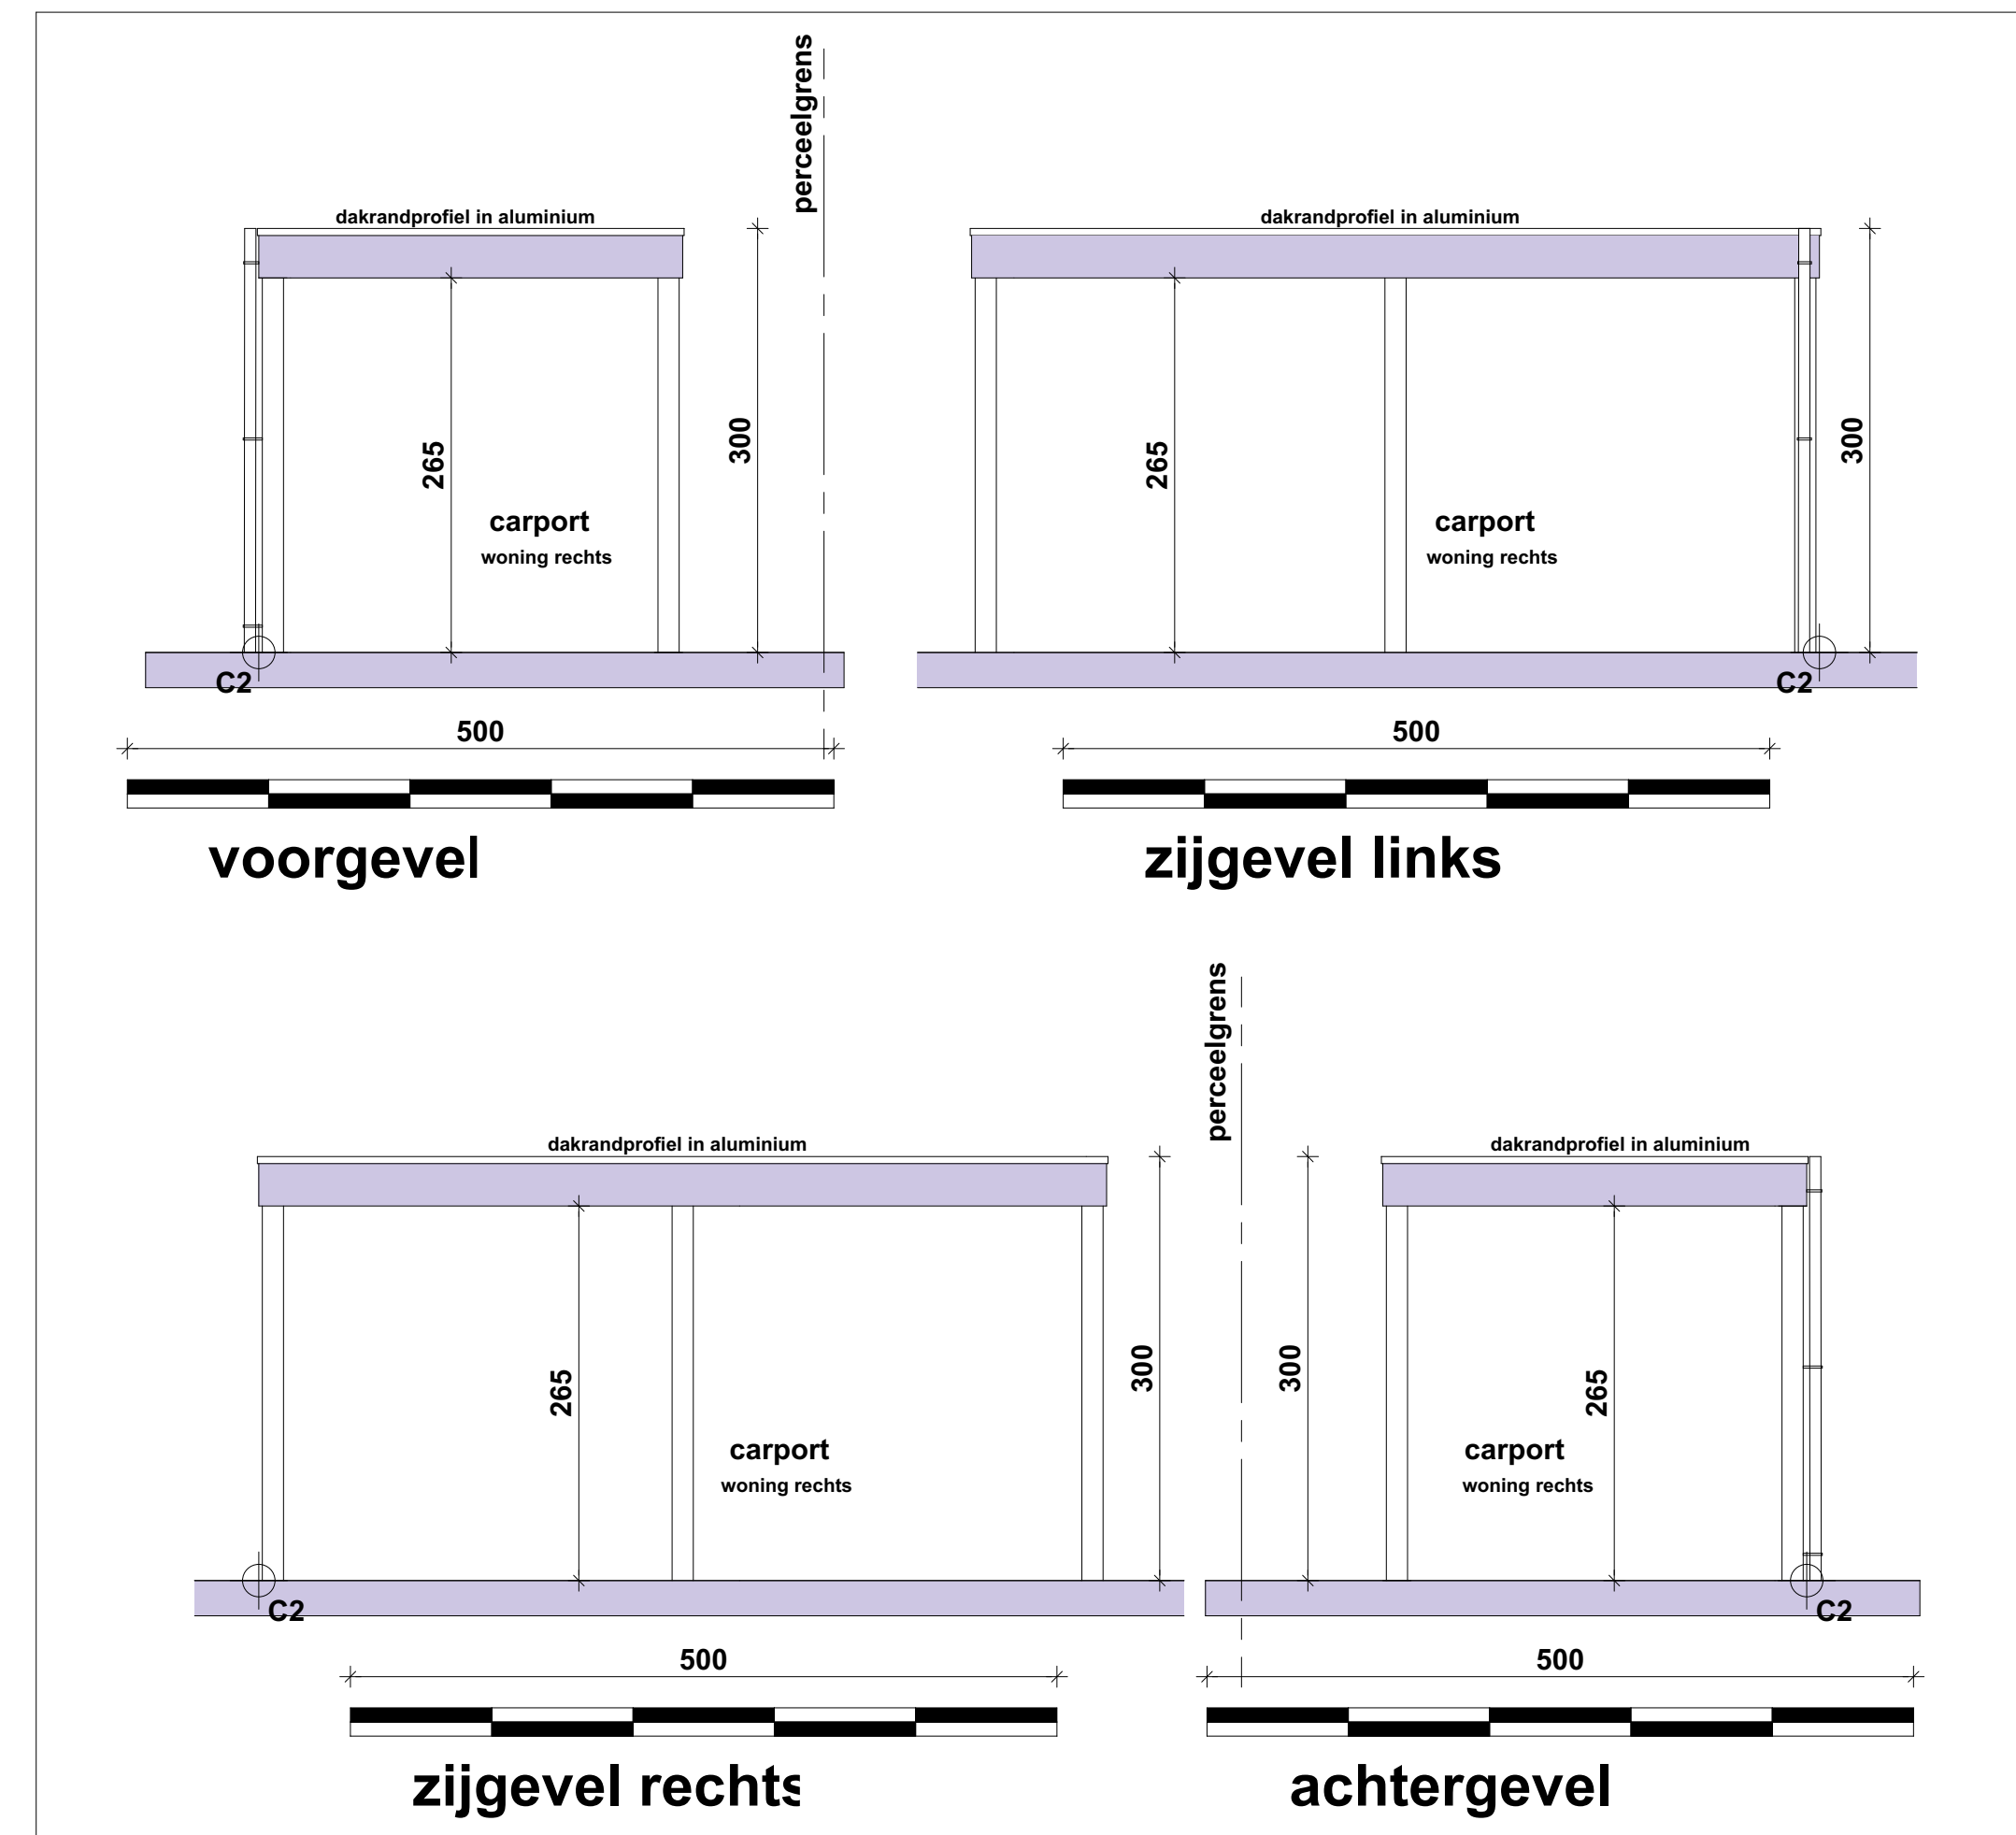 perceelgrens
dakrandprofiel in aluminium
265
300
carport
woning rechts
C2
500
voorgevel
dakrandprofiel in aluminium
265
300
carport
woning rechts
C2
500
zijgevel links
dakrandprofiel in aluminium
265
300
carport
woning rechts
C2
500
zijgevel rechts
perceelgrens
dakrandprofiel in aluminium
300
265
carport
woning rechts
C2
500
achtergevel